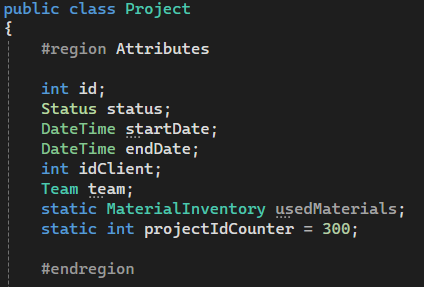 public class Project
{
#region Attributes
int id;
Status status;
DateTime startDate;
DateTime endDate;
int idClient;
Team team;
static MaterialInventory usedMaterials;
static int projectIdCounter = 300;
#endregion